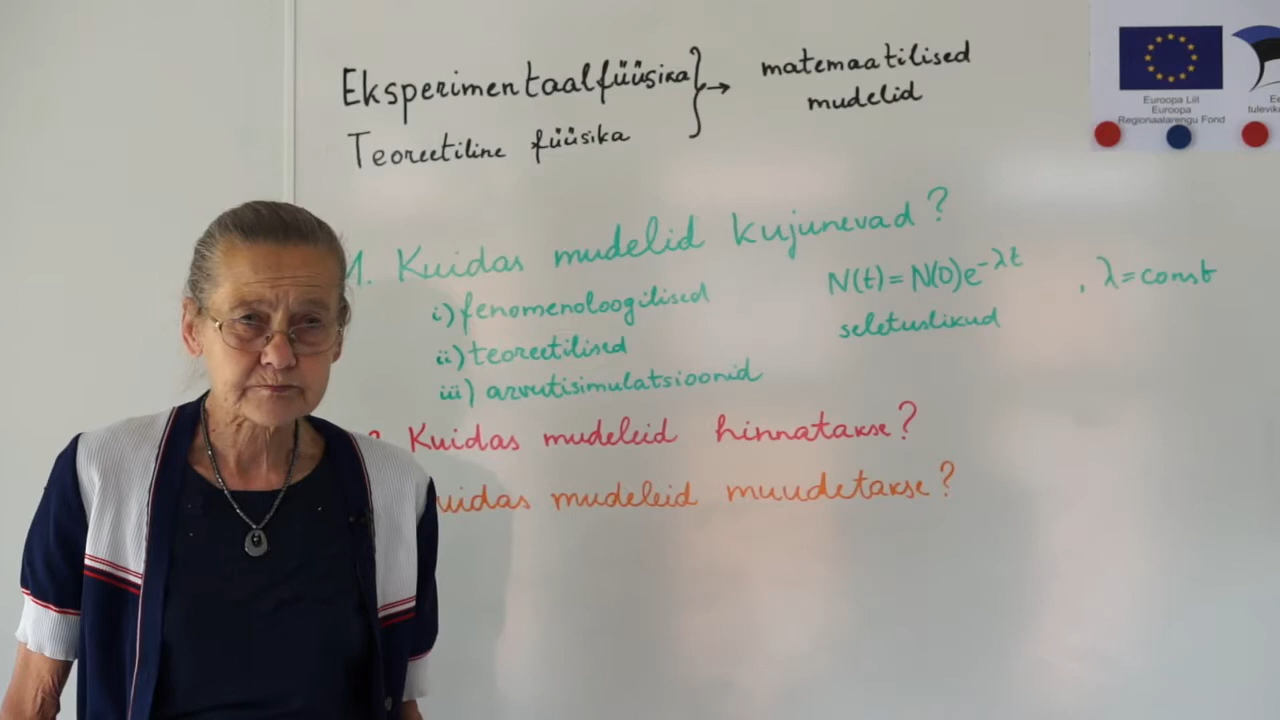 Eksperimentaalfüüsika } → matemaatilised mudelid
Teoreetiline füüsika
1. Kuidas mudelid kujunevad?
i) fenomenoloogilised
N(t) = N(0)e^-λt , λ = const
seletuslikud
ii) teoreetilised
iii) arvutisimulatsioonid
Kuidas mudeleid hinnatakse?
uidas mudeleid muudetakse?
Euroopa Liit
Euroopa
Regionaalarengu Fond